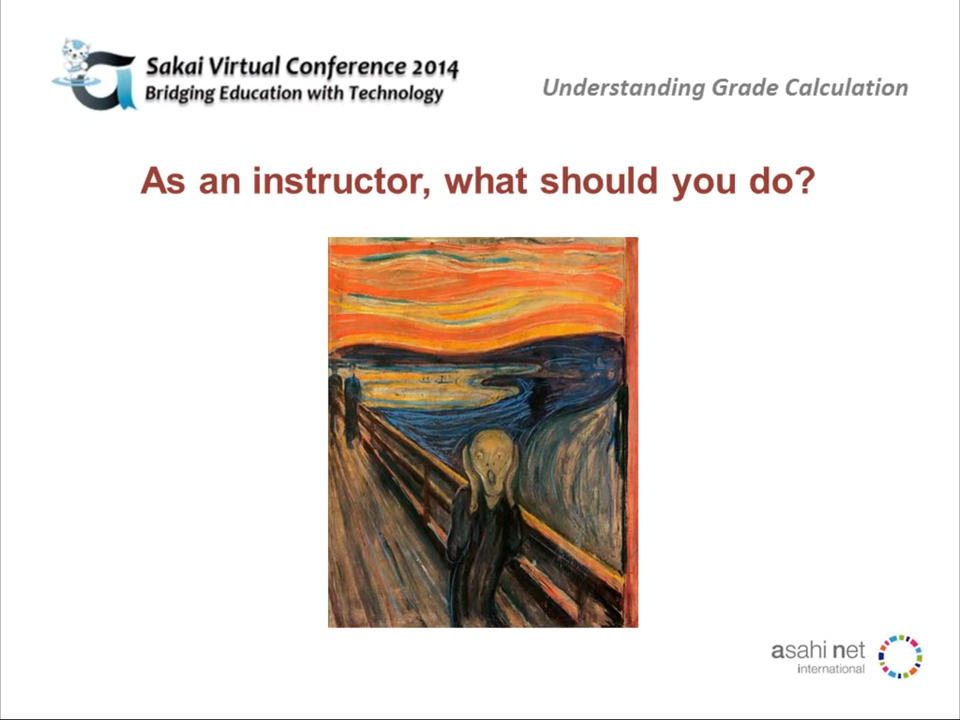 Sakai Virtual Conference 2014
Bridging Education with Technology
Understanding Grade Calculation
As an instructor, what should you do?
asahi net
international